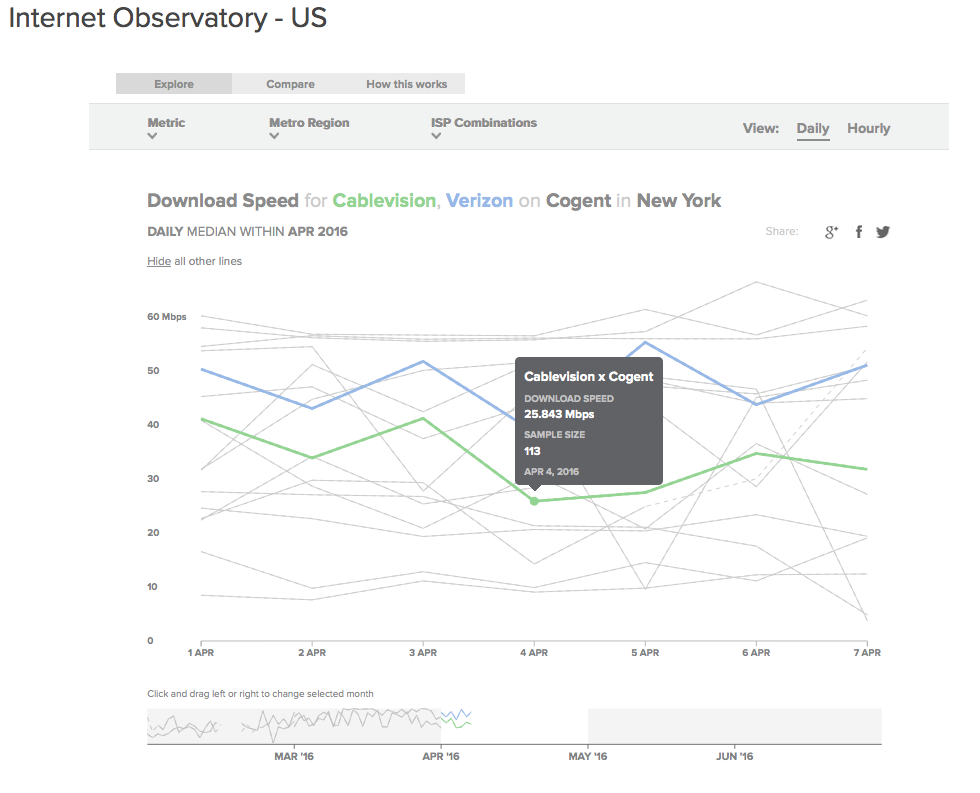 Internet Observatory - US
Explore Compare How this works
Metric Metro Region ISP Combinations View: Daily Hourly
Download Speed for Cablevision, Verizon on Cogent in New York
DAILY MEDIAN WITHIN APR 2016
Share:
Hide all other lines
60 Mbps
50
40
30
20
10
0
Cablevision x Cogent
DOWNLOAD SPEED
25.843 Mbps
SAMPLE SIZE
113
APR 4, 2016
1 APR 2 APR 3 APR 4 APR 5 APR 6 APR 7 APR
Click and drag left or right to change selected month
MAR '16 APR '16 MAY '16 JUN '16